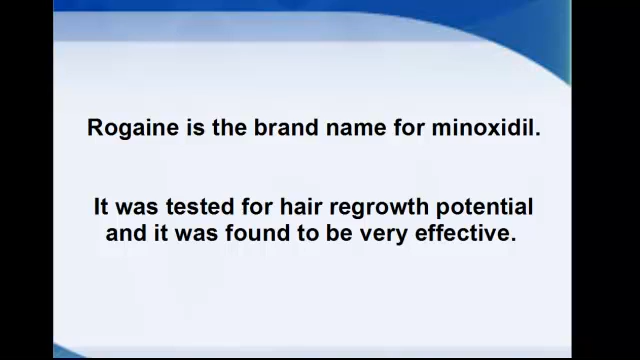 Rogaine is the brand name for minoxidil.
It was tested for hair regrowth potential
and it was found to be very effective.